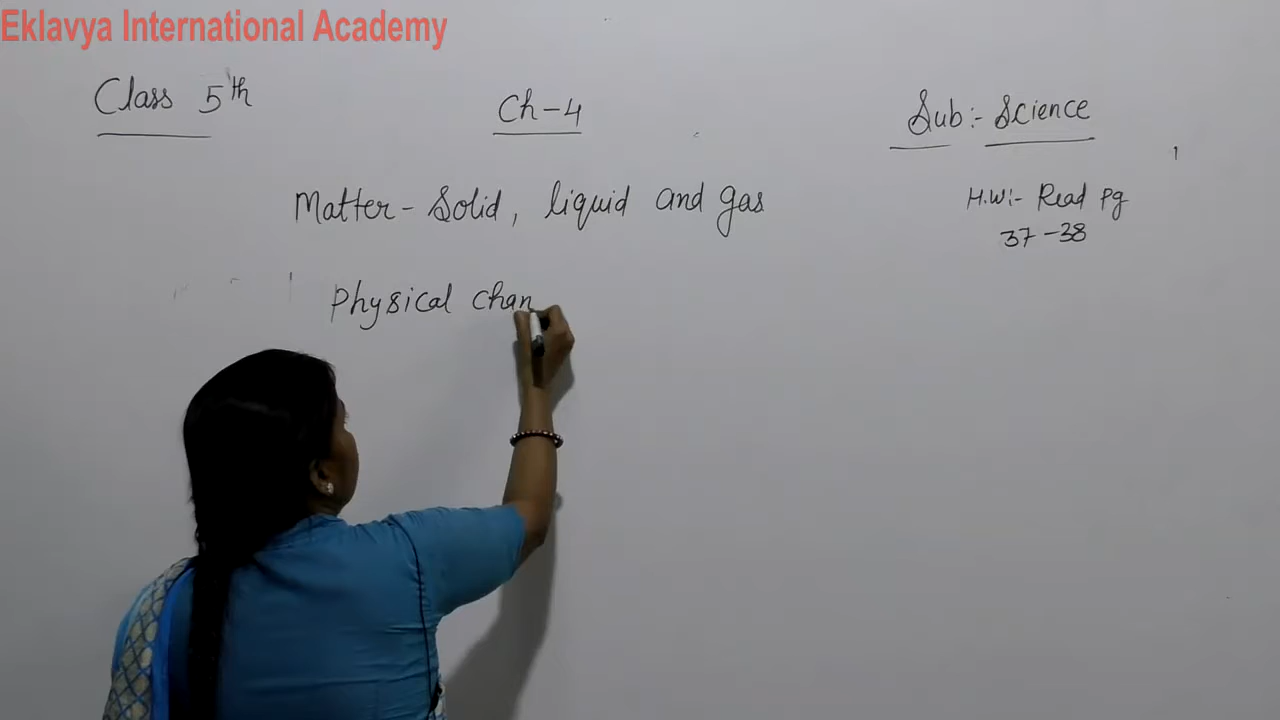 Eklavya International Academy
Class 5th
Ch-4
Sub:- Science
Matter - Solid, liquid and gas
H.W:- Read Pg
37-38
Physical chan